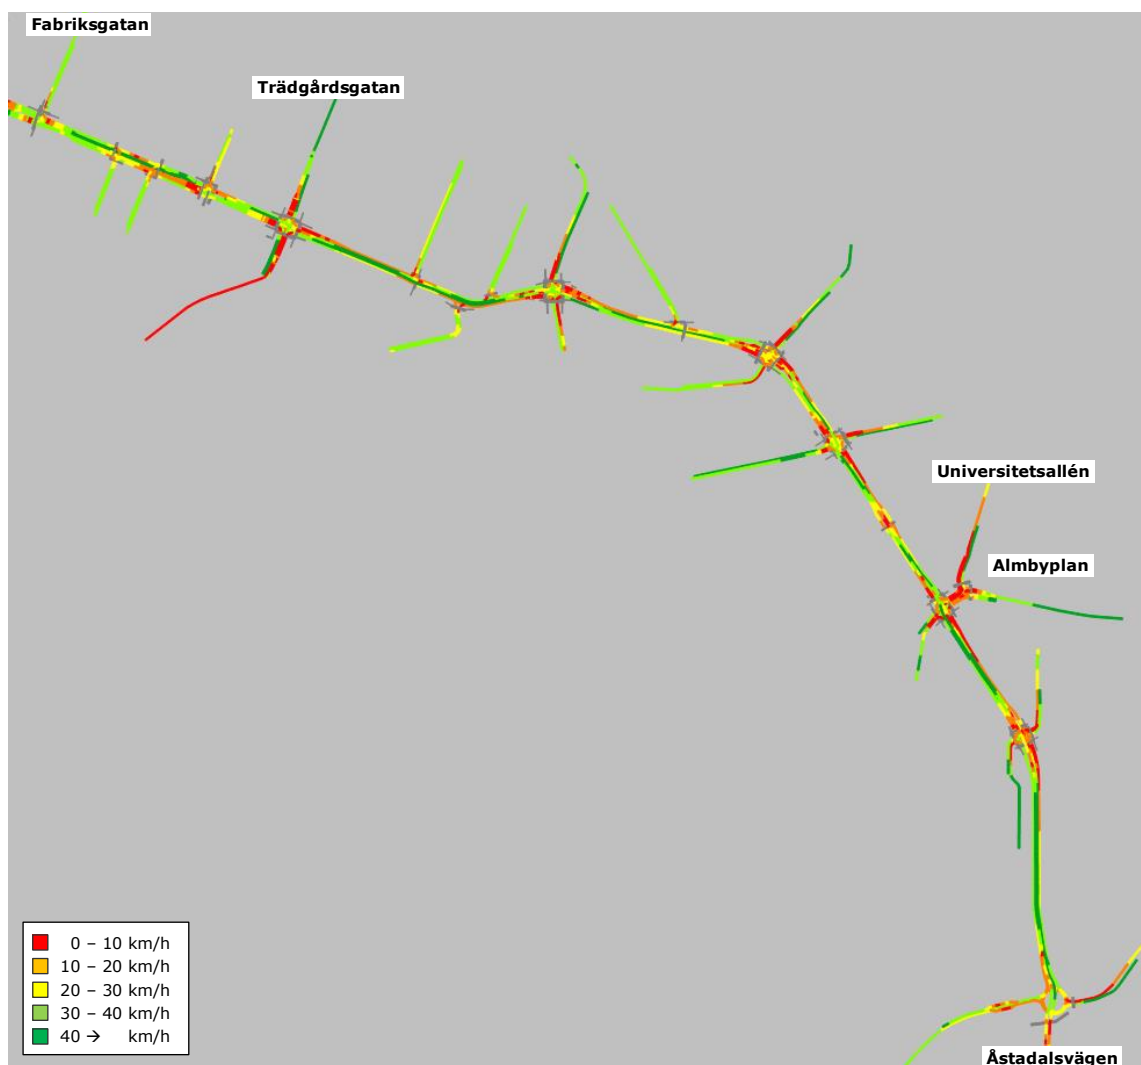 Fabriksgatan
Trädgårdsgatan
Universitetsallén
Almbyplan
0 – 10 km/h
10 – 20 km/h
20 – 30 km/h
30 – 40 km/h
40 → km/h
Åstadalsvägen